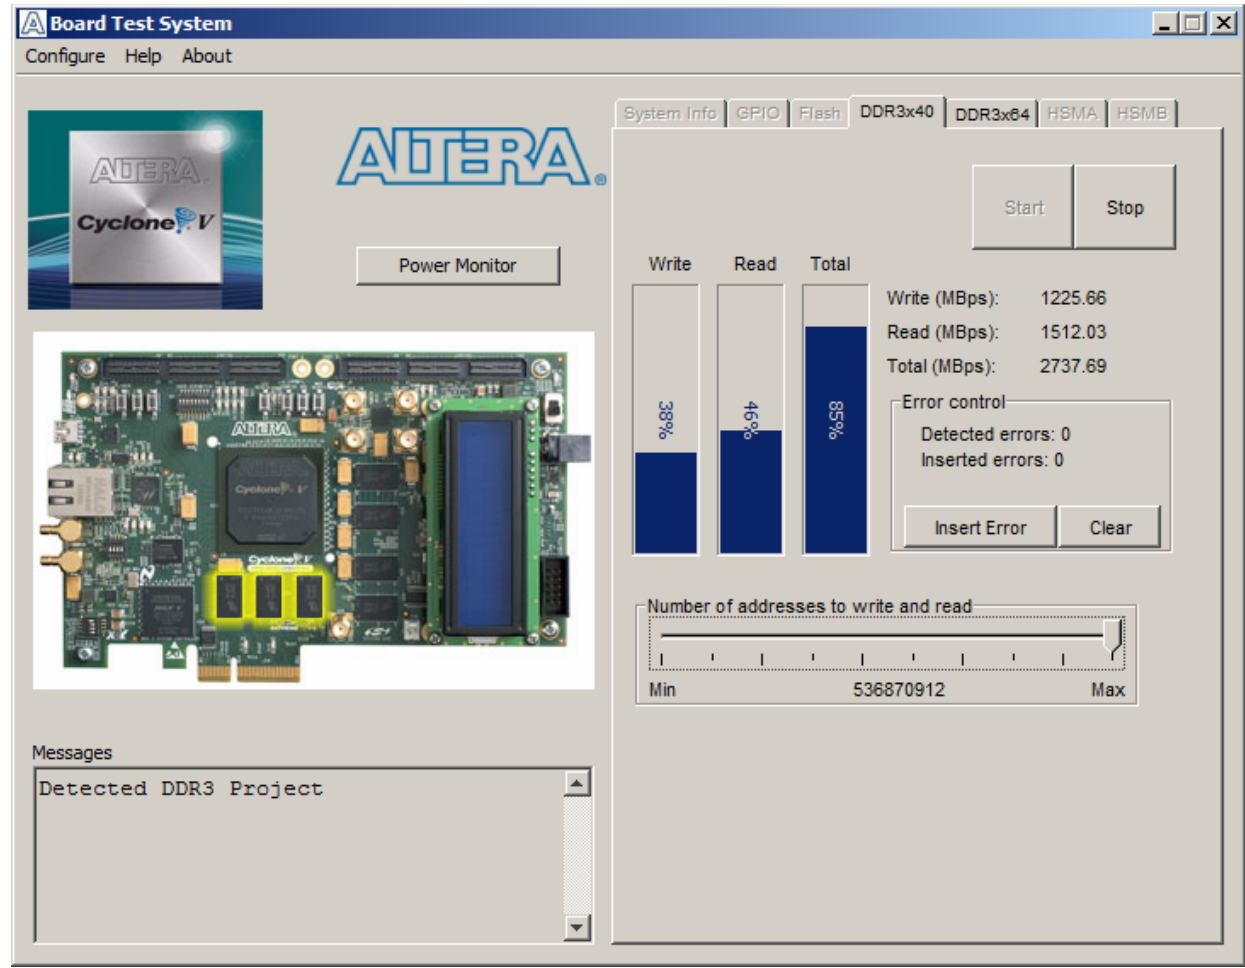 Board Test System
Configure Help About
ALTERA
Cyclone V
ALTERA
Power Monitor
ALTERA
Cyclone V
Cyclone V
Messages
Detected DDR3 Project
System Info GPIO Flash DDR3x40 DDR3x64 HSMA HSMB
Start Stop
Write Read Total
38% 46% 85%
Write (MBps): 1225.66
Read (MBps): 1512.03
Total (MBps): 2737.69
Error control
Detected errors: 0
Inserted errors: 0
Insert Error Clear
Number of addresses to write and read
Min 536870912 Max